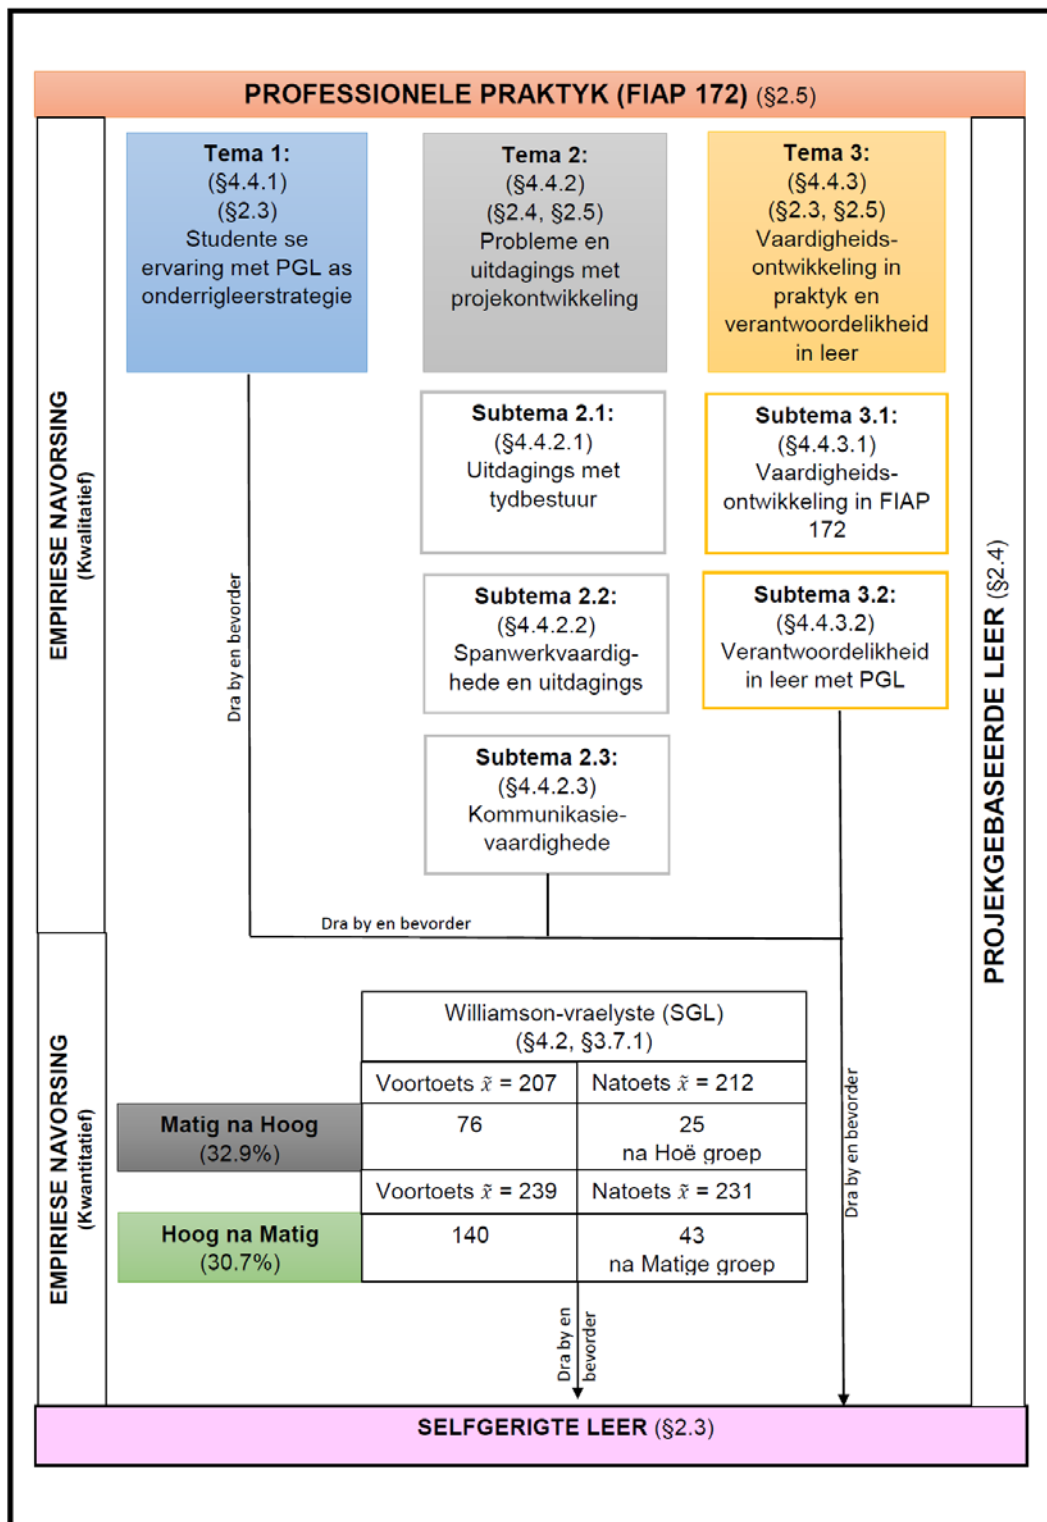 PROFESSIONELE PRAKTYK (FIAP 172) (§2.5)
EMPIRIESE NAVORSING
(Kwalitatief)
Tema 1:
(§4.4.1)
(§2.3)
Studente se
ervaring met PGL as
onderrigleerstrategie
Tema 2:
(§4.4.2)
(§2.4, §2.5)
Probleme en
uitdagings met
projekontwikkeling
Tema 3:
(§4.4.3)
(§2.3, §2.5)
Vaardigheids-
ontwikkeling in
praktyk en
verantwoordelikheid
in leer
Subtema 2.1:
(§4.4.2.1)
Uitdagings met
tydbestuur
Subtema 3.1:
(§4.4.3.1)
Vaardigheids-
ontwikkeling in FIAP
172
Subtema 2.2:
(§4.4.2.2)
Spanwerkvaardig-
hede en uitdagings
Subtema 3.2:
(§4.4.3.2)
Verantwoordelikheid
in leer met PGL
Subtema 2.3:
(§4.4.2.3)
Kommunikasie-
vaardighede
Dra by en bevorder
Dra by en bevorder
PROJEKGEBASEERDE LEER (§2.4)
EMPIRIESE NAVORSING
(Kwantitatief)
Williamson-vraelyste (SGL)
(§4.2, §3.7.1)
Voortoets x̃ = 207
Natoets x̃ = 212
Matig na Hoog
(32.9%)
76
25
na Hoë groep
Voortoets x̃ = 239
Natoets x̃ = 231
Hoog na Matig
(30.7%)
140
43
na Matige groep
Dra by en bevorder
Dra by en
bevorder
SELFGERIGTE LEER (§2.3)